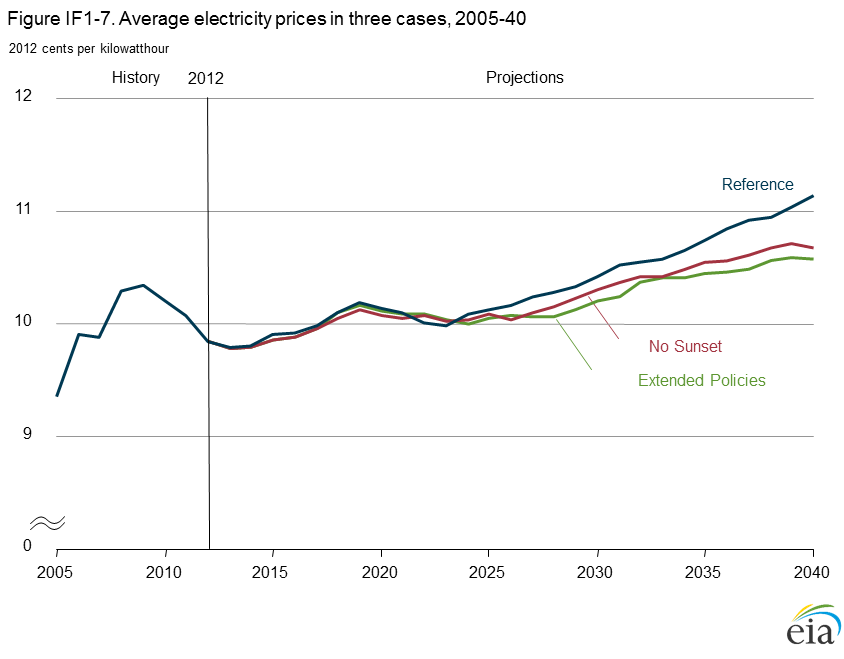 Figure IF1-7. Average electricity prices in three cases, 2005-40
2012 cents per kilowatthour
History 2012 Projections
12
Reference
11
10
No Sunset
Extended Policies
9
0
2005 2010 2015 2020 2025 2030 2035 2040
eia